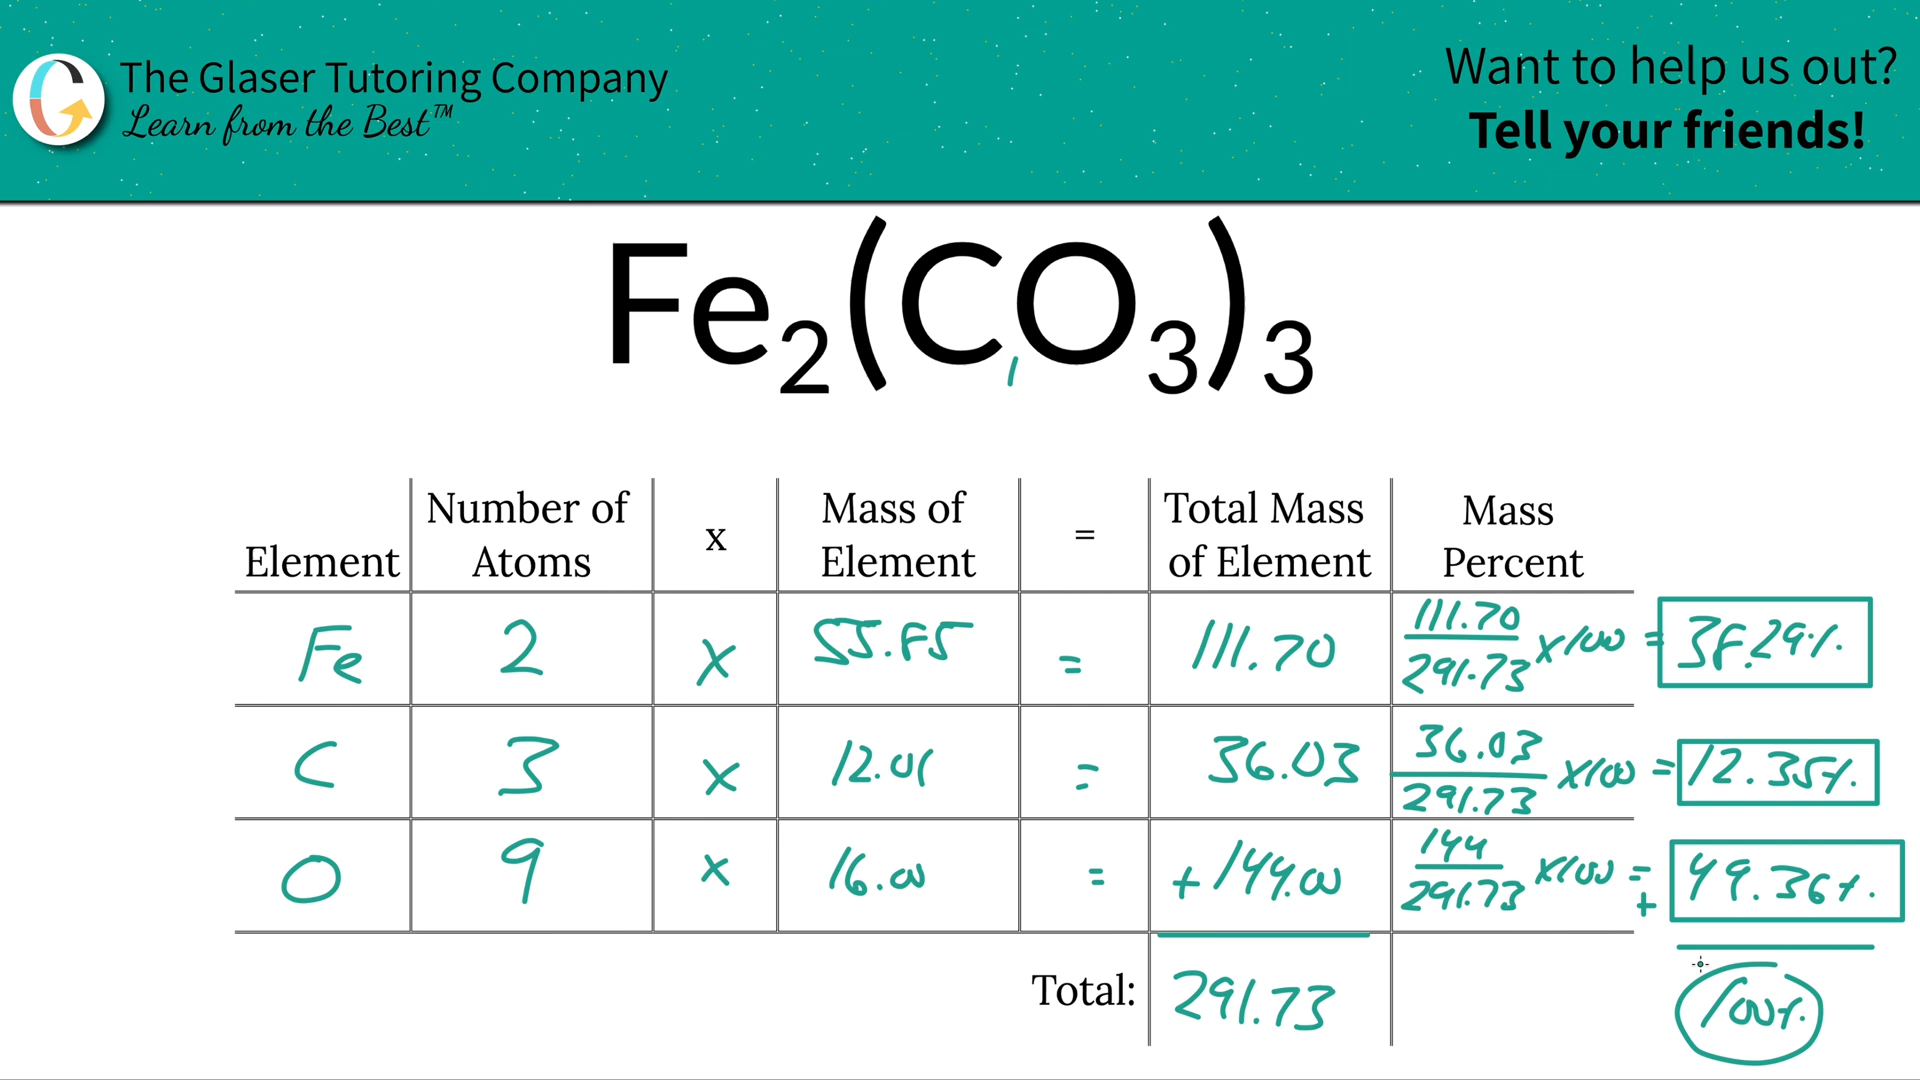 The Glaser Tutoring Company
Learn from the Best™
Want to help us out?
Tell your friends!
Fe₂(CO₃)₃
1
Element Number of Atoms x Mass of Element = Total Mass of Element Mass Percent
Fe 2 x 55.85 = 111.70 111.70/291.73 x100 = 38.29%
C 3 x 12.01 = 36.03 36.03/291.73 x100 = 12.35%
O 9 x 16.00 = +144.00 144/291.73 x100 = + 49.36%
Total: 291.73 100%